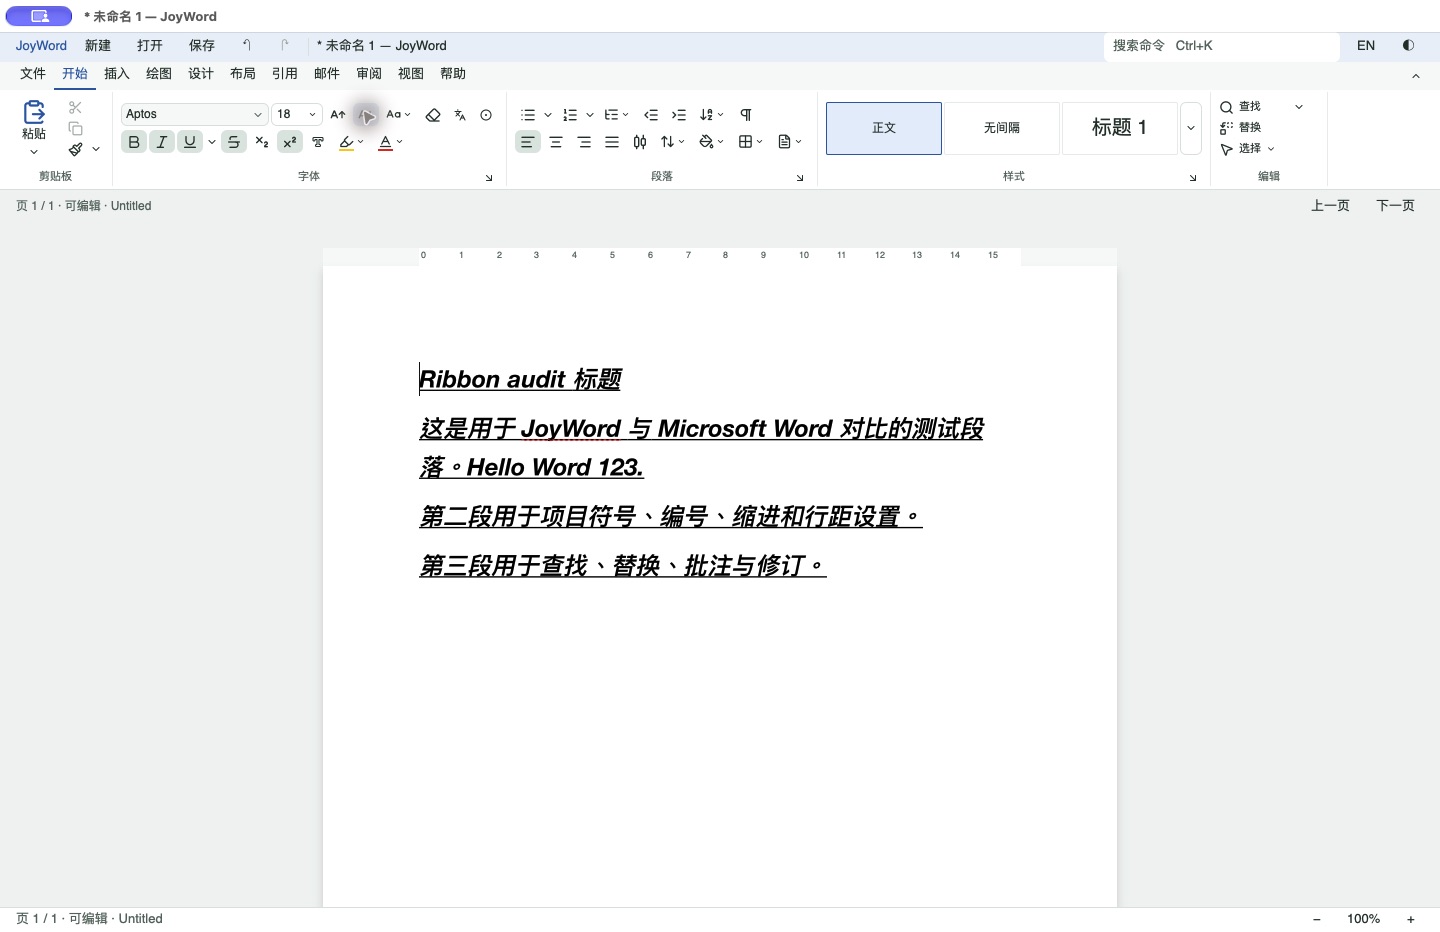 * 未命名 1 — JoyWord
JoyWord 新建 打开 保存 * 未命名 1 — JoyWord 搜索命令 Ctrl+K EN
文件 开始 插入 绘图 设计 布局 引用 邮件 审阅 视图 帮助
粘贴
剪贴板
Aptos 18 Aa
B I U S X₂ X² A
字体
段落
正文 无间隔 标题 1
样式
查找
替换
选择
编辑
页 1 / 1 · 可编辑 · Untitled 上一页 下一页
0 1 2 3 4 5 6 7 8 9 10 11 12 13 14 15
Ribbon audit 标题
这是用于 JoyWord 与 Microsoft Word 对比的测试段
落。Hello Word 123.
第二段用于项目符号、编号、缩进和行距设置。
第三段用于查找、替换、批注与修订。
页 1 / 1 · 可编辑 · Untitled − 100% +